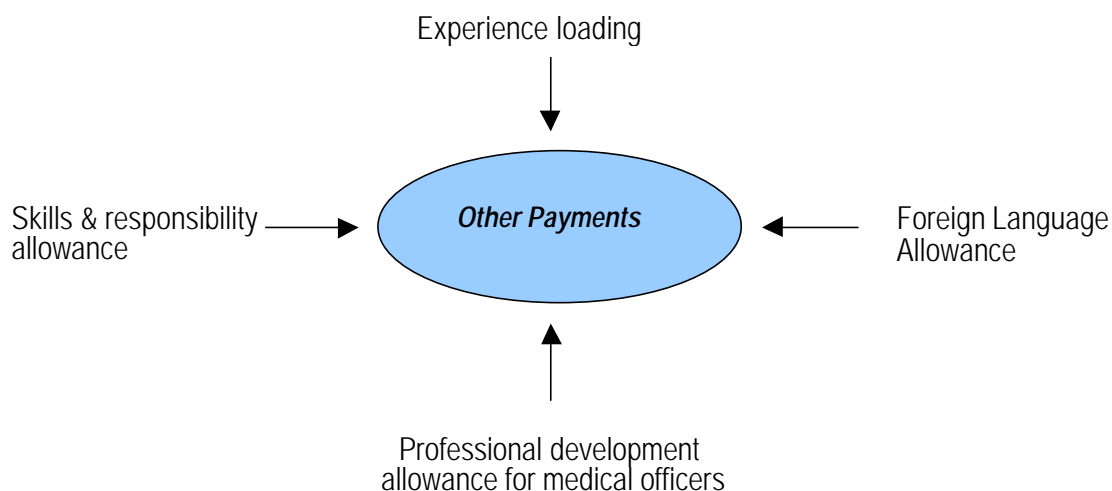 Experience loading
Skills & responsibility
allowance
Other Payments
Foreign Language
Allowance
Professional development
allowance for medical officers